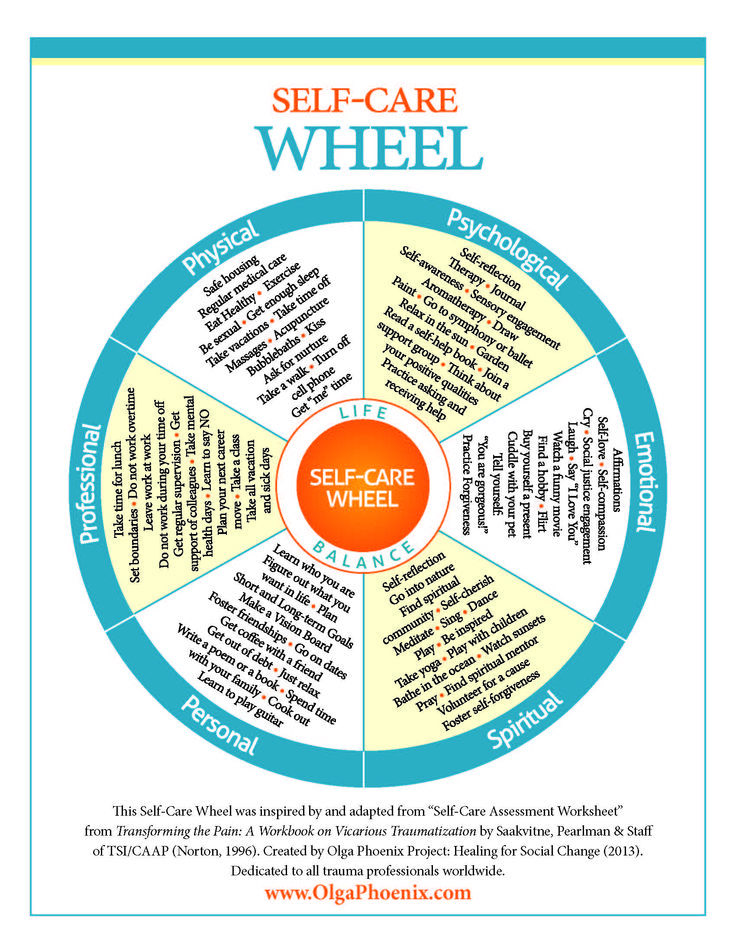 SELF-CARE
WHEEL
Physical
Safe housing
Regular medical care
Eat Healthy • Exercise
Be sexual • Get enough sleep
Take vacations • Take time off
Massages • Acupuncture
Bubblebaths • Kiss
Ask for nurture
Take a walk • Turn off
cell phone
Get "me" time
Psychological
Self-reflection
Therapy • Journal
Self-awareness • Sensory engagement
Aromatherapy • Draw
Paint • Go to symphony or ballet
Relax in the sun • Garden
Read a self-help book • Join a
support group • Think about
your positive qualities
Practice asking and
receiving help
Emotional
Affirmations
Self-love • Self-compassion
Cry • Social justice engagement
Laugh • Say "I Love You"
Watch a funny movie
Find a hobby • Flirt
Buy yourself a present
Cuddle with your pet
Tell yourself:
"You are gorgeous!"
Practice Forgiveness
Spiritual
Self-reflection
Go into nature
Find spiritual
community • Self-cherish
Meditate • Sing • Dance
Play • Be inspired
Take yoga • Play with children
Bathe in the ocean • Watch sunsets
Pray • Find spiritual mentor
Volunteer for a cause
Foster self-forgiveness
Personal
Learn who you are
Figure out what you
want in life • Plan
Short and Long-term Goals
Make a Vision Board
Foster friendships • Go on dates
Get coffee with a friend
Get out of debt • Just relax
Write a poem or a book • Spend time
with your family • Cook out
Learn to play guitar
Professional
Take time for lunch
Set boundaries • Do not work overtime
Leave work at work
Do not work during your time off
Get regular supervision • Get
support of colleagues • Take mental
health days • Learn to say NO
Plan your next career
move • Take a class
Take all vacation
and sick days
LIFE
SELF-CARE
WHEEL
BALANCE
This Self-Care Wheel was inspired by and adapted from "Self-Care Assessment Worksheet"
from Transforming the Pain: A Workbook on Vicarious Traumatization by Saakvitne, Pearlman & Staff
of TSI/CAAP (Norton, 1996). Created by Olga Phoenix Project: Healing for Social Change (2013).
Dedicated to all trauma professionals worldwide.
www.OlgaPhoenix.com